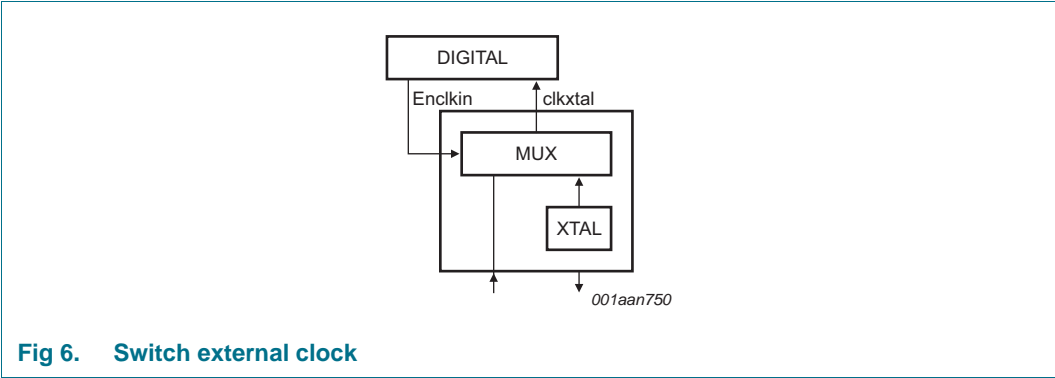 DIGITAL
Enclkin clkxtal
MUX
XTAL
001aan750
Fig 6. Switch external clock